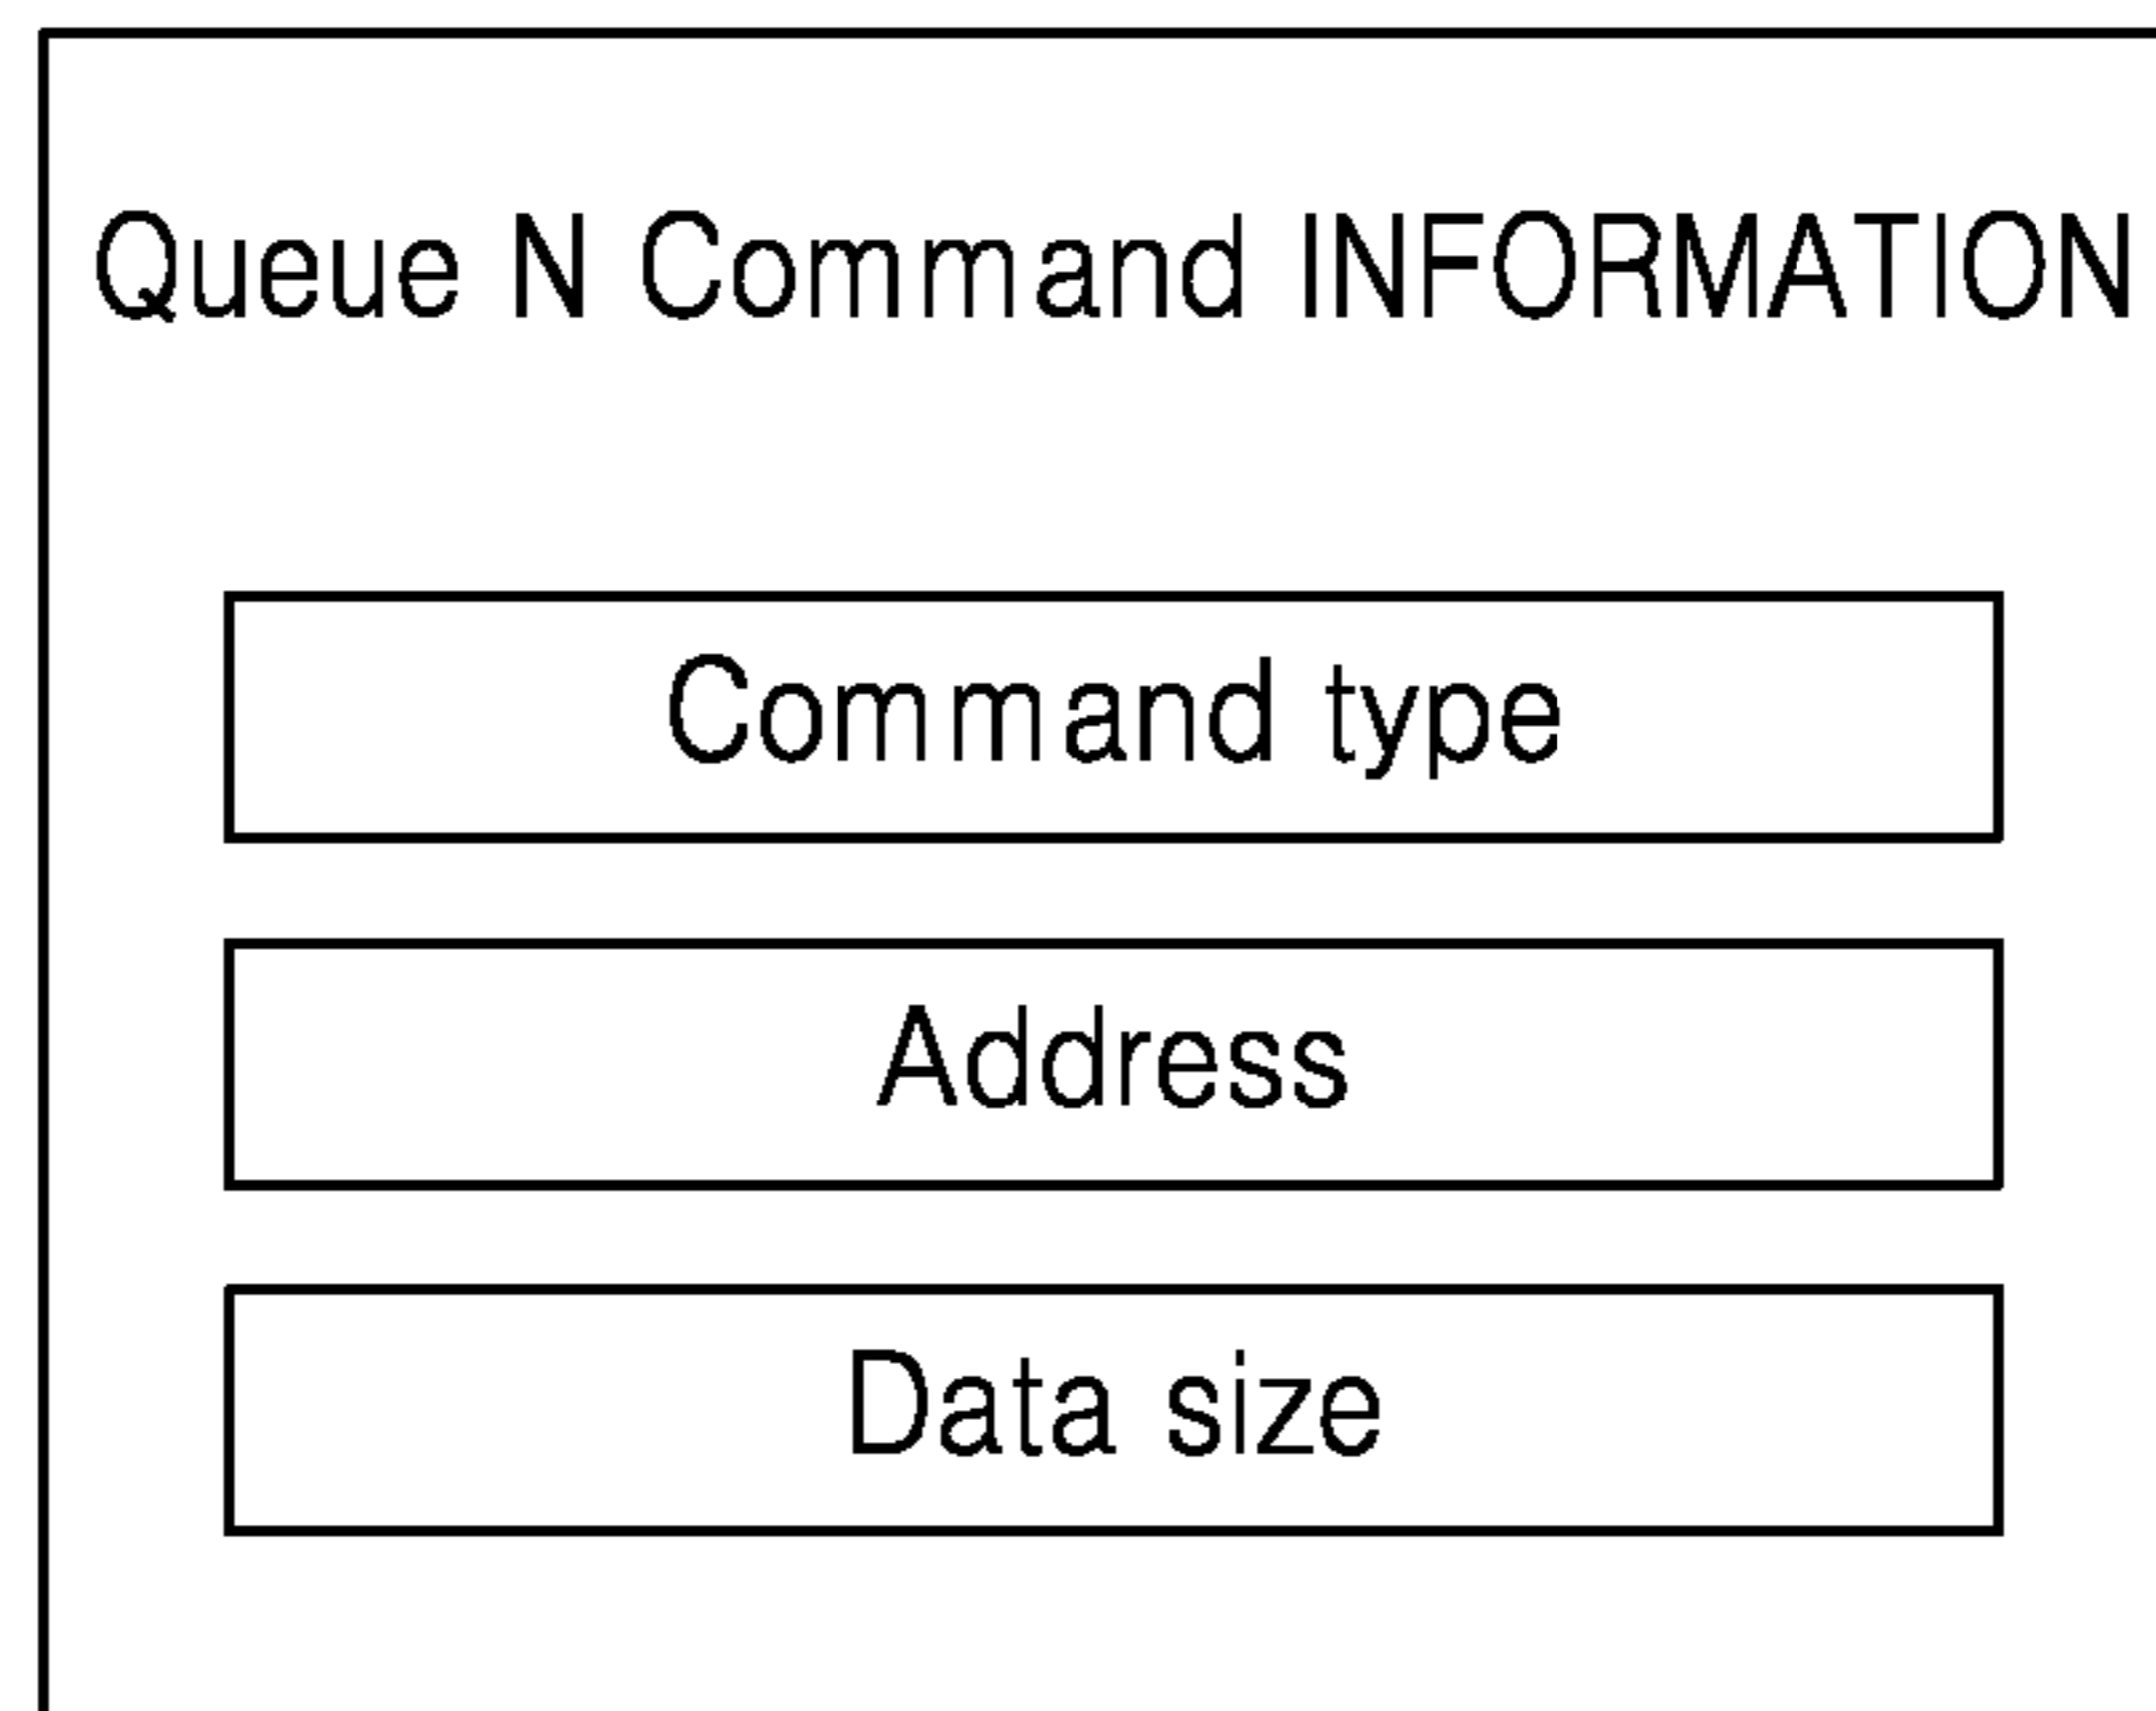 Queue N Command INFORMATION
Command type
Address
Data size